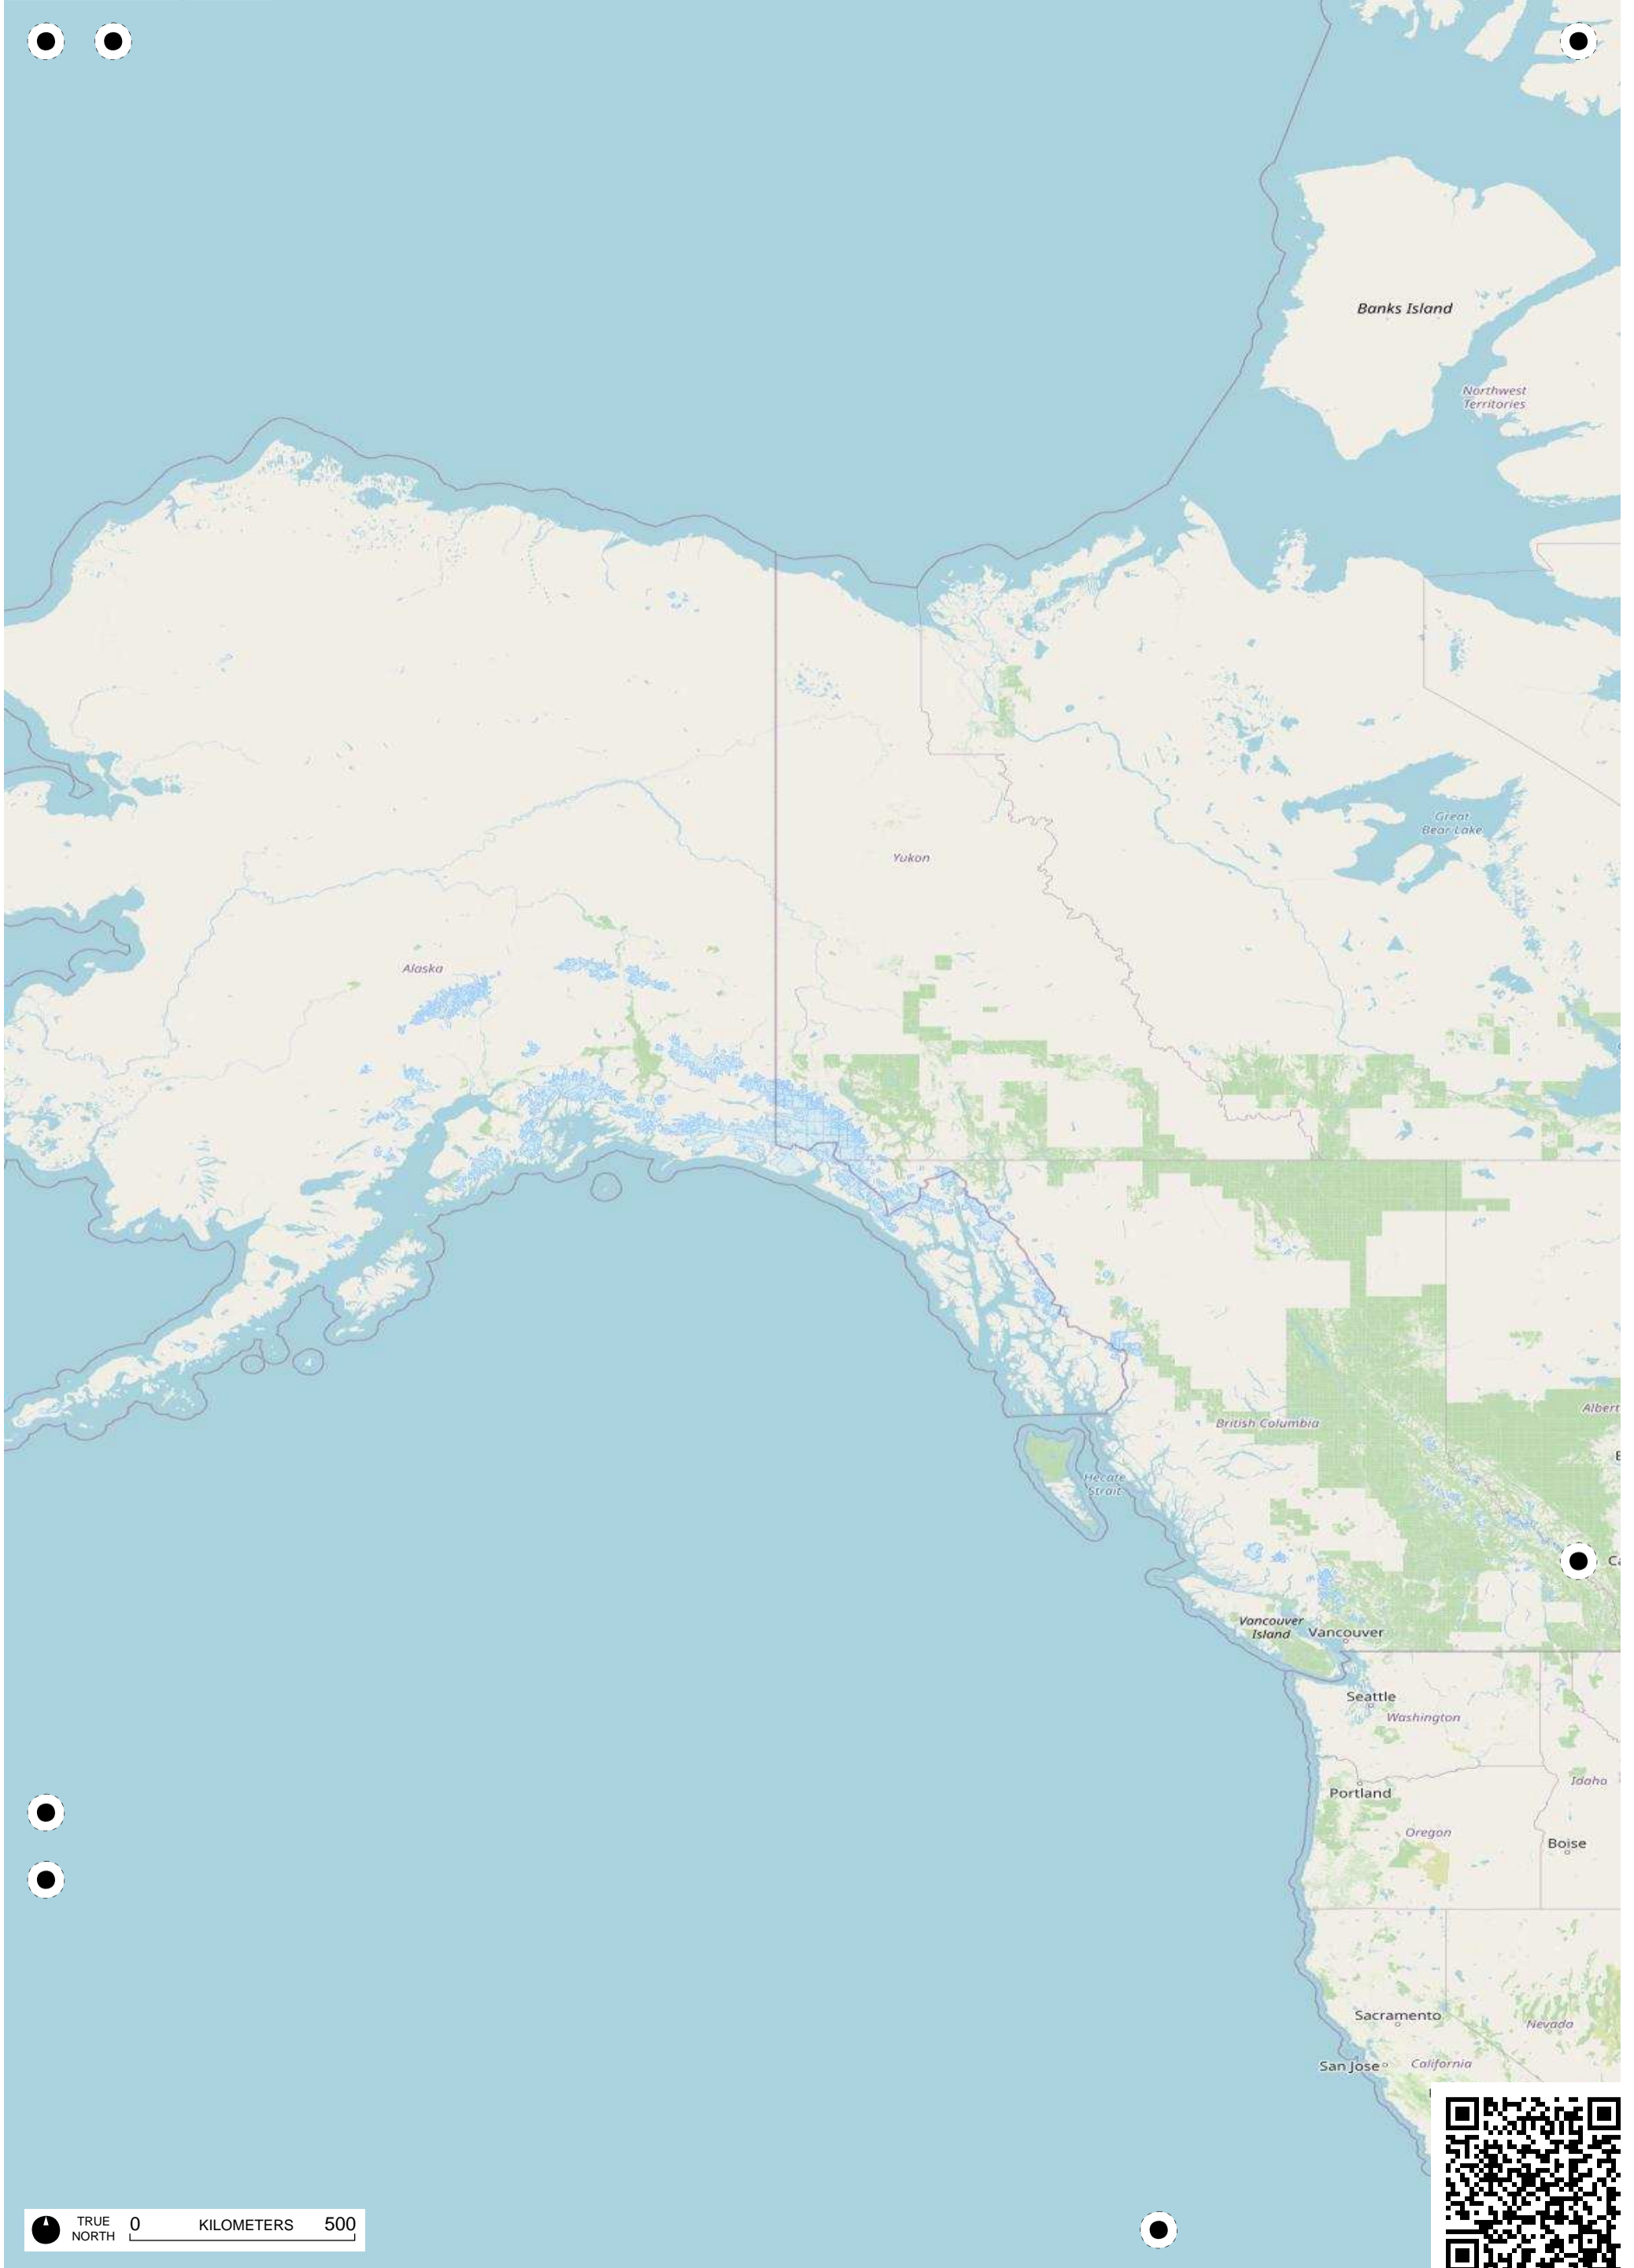 Banks Island
Northwest
Territories
Great
Bear Lake
Yukon
Alaska
British Columbia
Albert
Hecate
Strait
Vancouver
Island
Vancouver
Seattle
Washington
Idaho
Portland
Oregon
Boise
Sacramento
Nevada
San Jose
California
TRUE
NORTH
0 KILOMETERS 500